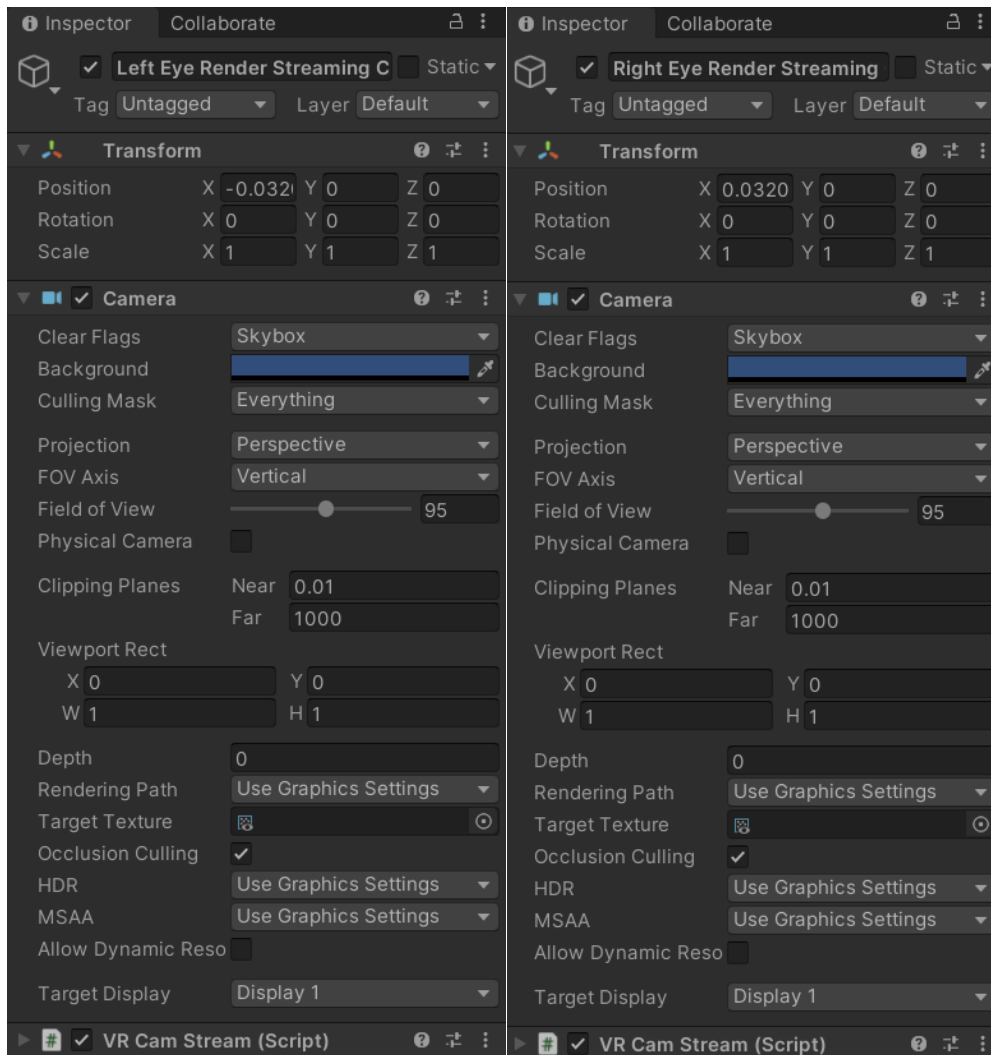 Inspector Collaborate
Left Eye Render Streaming C Static
Tag Untagged Layer Default
Transform
Position X -0.032 Y 0 Z 0
Rotation X 0 Y 0 Z 0
Scale X 1 Y 1 Z 1
Camera
Clear Flags Skybox
Background
Culling Mask Everything
Projection Perspective
FOV Axis Vertical
Field of View 95
Physical Camera
Clipping Planes Near 0.01
Far 1000
Viewport Rect
X 0 Y 0
W 1 H 1
Depth 0
Rendering Path Use Graphics Settings
Target Texture
Occlusion Culling
HDR Use Graphics Settings
MSAA Use Graphics Settings
Allow Dynamic Reso
Target Display Display 1
# VR Cam Stream (Script)
Inspector Collaborate
Right Eye Render Streaming Static
Tag Untagged Layer Default
Transform
Position X 0.0320 Y 0 Z 0
Rotation X 0 Y 0 Z 0
Scale X 1 Y 1 Z 1
Camera
Clear Flags Skybox
Background
Culling Mask Everything
Projection Perspective
FOV Axis Vertical
Field of View 95
Physical Camera
Clipping Planes Near 0.01
Far 1000
Viewport Rect
X 0 Y 0
W 1 H 1
Depth 0
Rendering Path Use Graphics Settings
Target Texture
Occlusion Culling
HDR Use Graphics Settings
MSAA Use Graphics Settings
Allow Dynamic Reso
Target Display Display 1
# VR Cam Stream (Script)